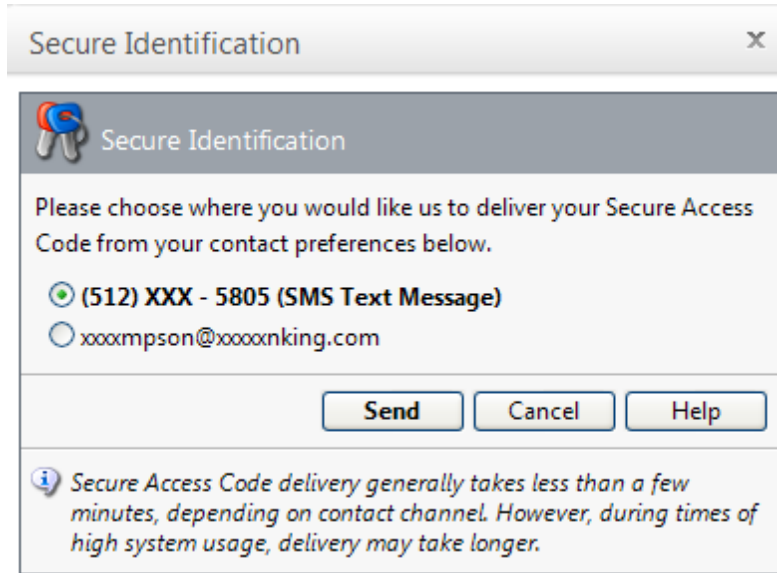 Secure Identification x
Secure Identification
Please choose where you would like us to deliver your Secure Access
Code from your contact preferences below.
(512) XXX - 5805 (SMS Text Message)
xxxxmpson@xxxxxnking.com
Send Cancel Help
Secure Access Code delivery generally takes less than a few
minutes, depending on contact channel. However, during times of
high system usage, delivery may take longer.